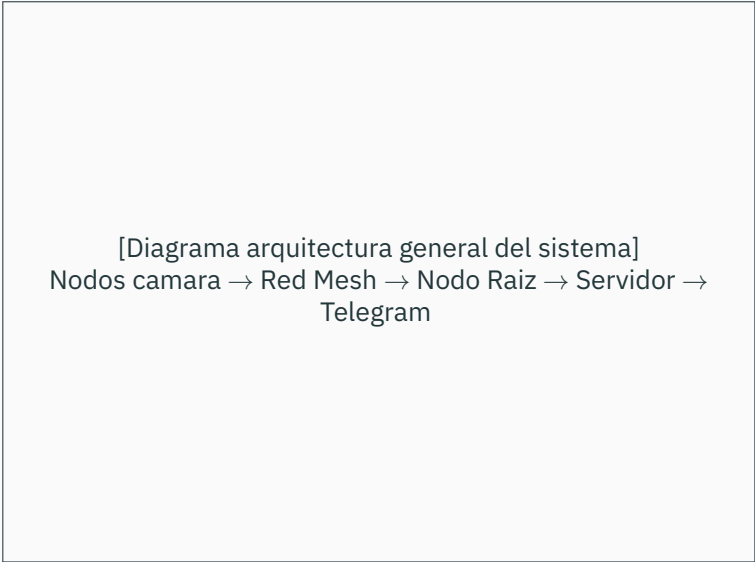 [Diagrama arquitectura general del sistema]
Nodos camara → Red Mesh → Nodo Raiz → Servidor →
Telegram